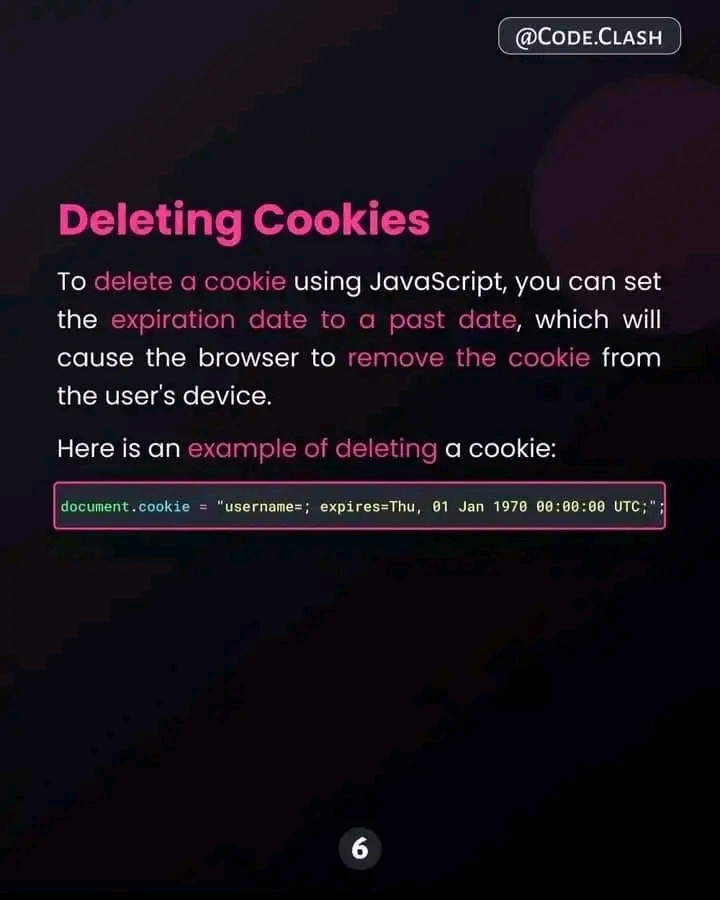 @CODE.CLASH
Deleting Cookies
To delete a cookie using JavaScript, you can set
the expiration date to a past date, which will
cause the browser to remove the cookie from
the user's device.
Here is an example of deleting a cookie:
document.cookie = "username=; expires=Thu, 01 Jan 1970 00:00:00 UTC;";
6